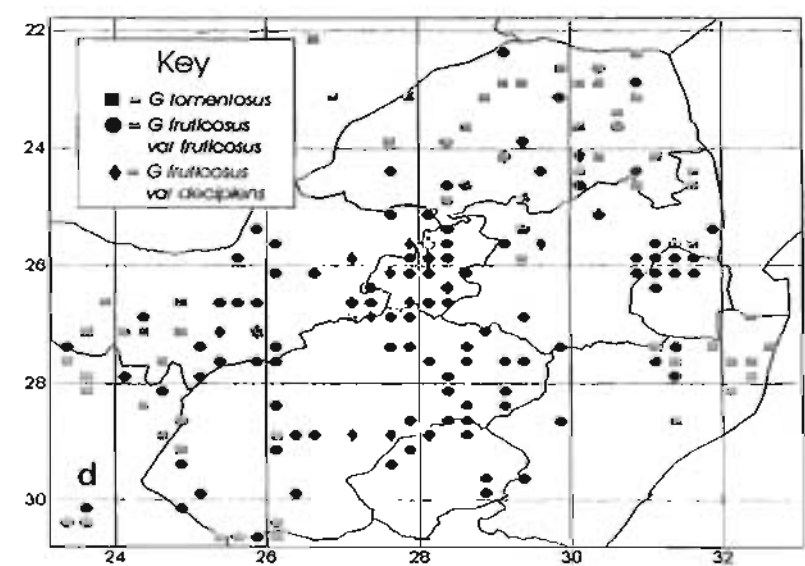 22
24
26
28
30
Key
= G tomentosus
= G fruticosus
var fruticosus
= G fruticosus
var decipiens
d
24 26 28 30 32